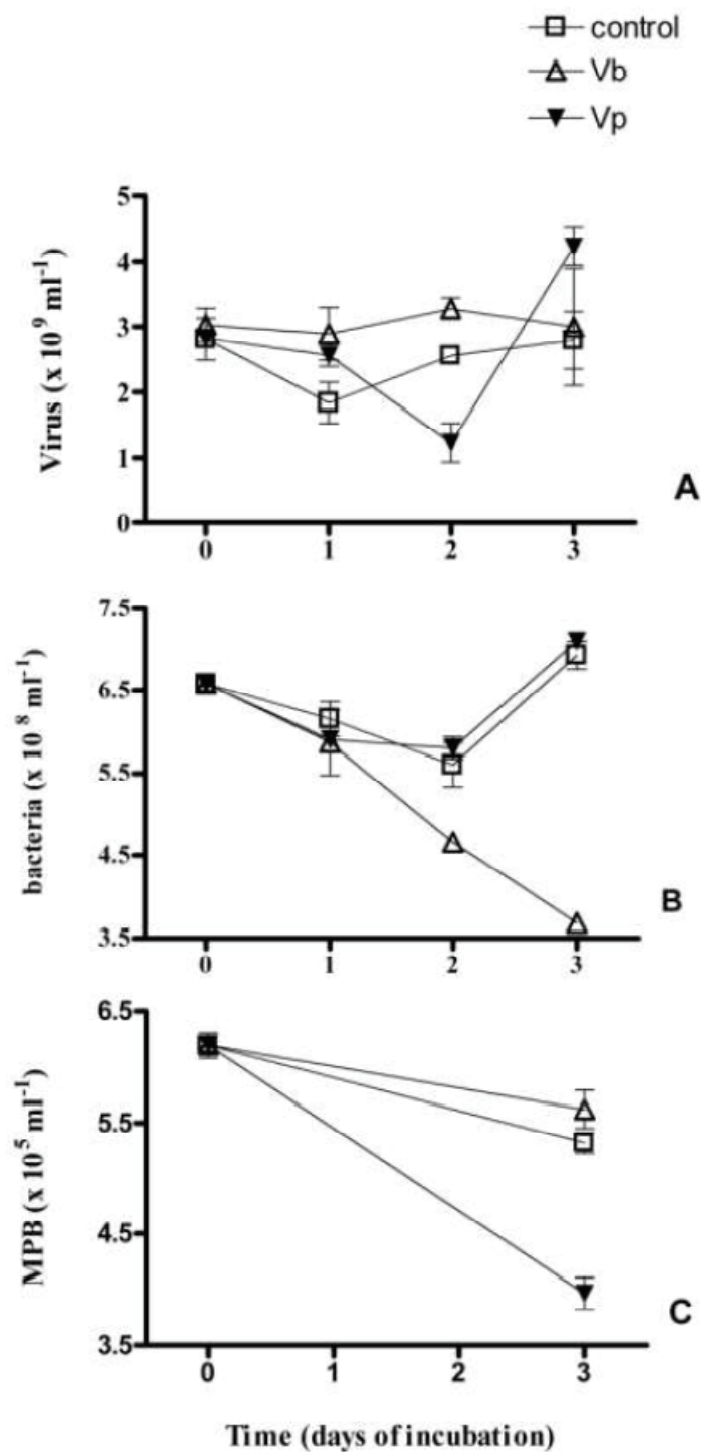 control
Vb
Vp
5
4
3
2
1
0
Virus (x 10⁹ ml⁻¹)
0 1 2 3
A
7.5
6.5
5.5
4.5
3.5
bacteria (x 10⁸ ml⁻¹)
0 1 2 3
B
6.5
5.5
4.5
3.5
MPB (x 10⁵ ml⁻¹)
0 1 2 3
C
Time (days of incubation)